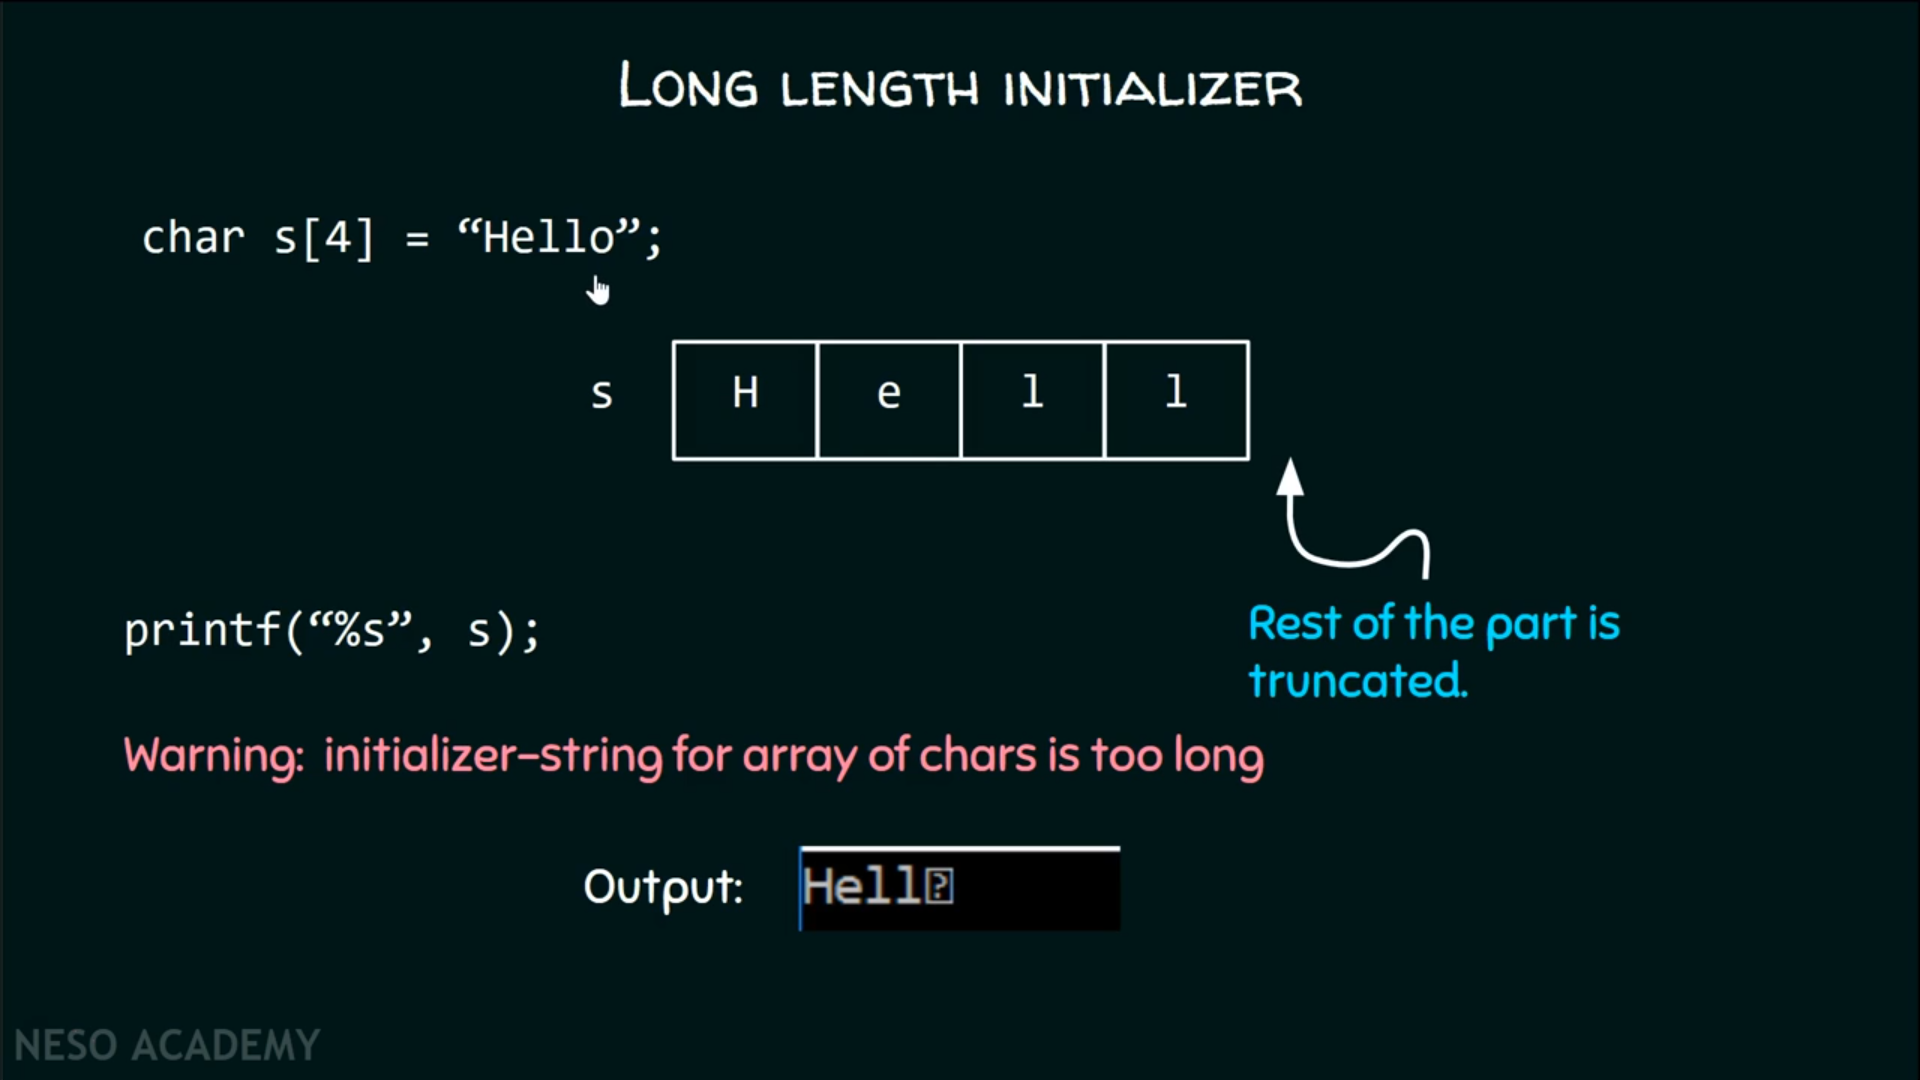 LONG LENGTH INITIALIZER
char s[4] = “Hello”;
s H e l l
printf(“%s”, s);
Rest of the part is
truncated.
Warning: initializer-string for array of chars is too long
Output: Hell⍰
NESO ACADEMY